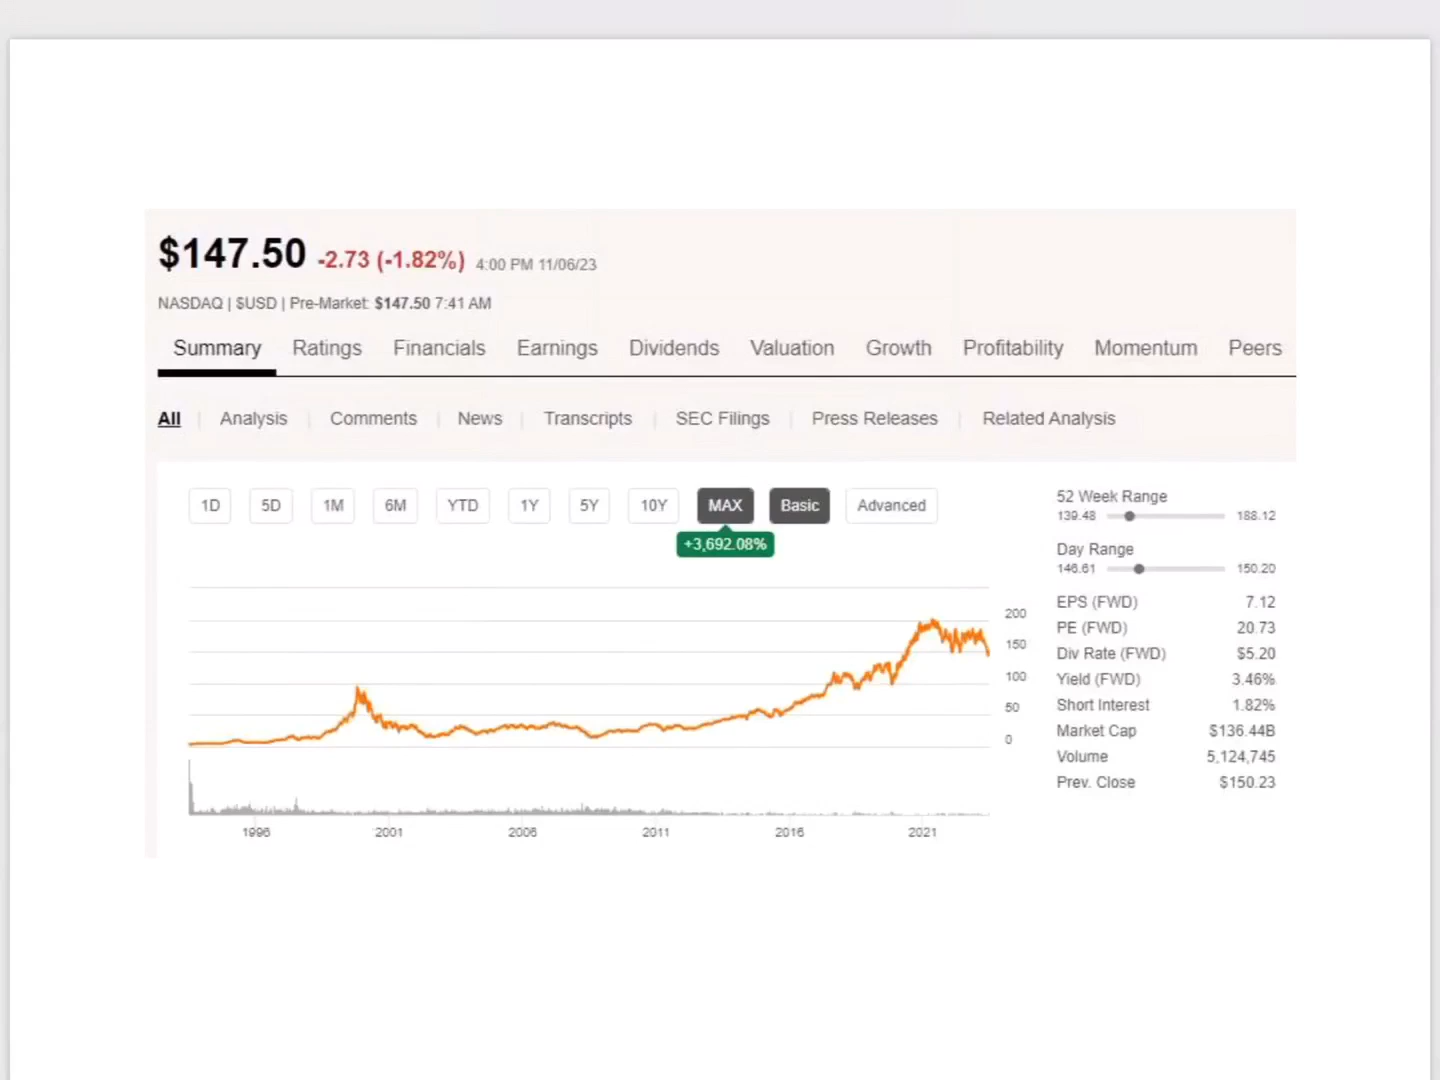 $147.50 -2.73 (-1.82%) 4:00 PM 11/06/23
NASDAQ | $USD | Pre-Market: $147.50 7:41 AM
Summary Ratings Financials Earnings Dividends Valuation Growth Profitability Momentum Peers
All | Analysis | Comments | News | Transcripts | SEC Filings | Press Releases | Related Analysis
1D 5D 1M 6M YTD 1Y 5Y 10Y MAX Basic Advanced
+3,692.08%
200
150
100
50
0
1996 2001 2006 2011 2016 2021
52 Week Range
139.48 188.12
Day Range
146.61 150.20
EPS (FWD) 7.12
PE (FWD) 20.73
Div Rate (FWD) $5.20
Yield (FWD) 3.46%
Short Interest 1.82%
Market Cap $136.44B
Volume 5,124,745
Prev. Close $150.23